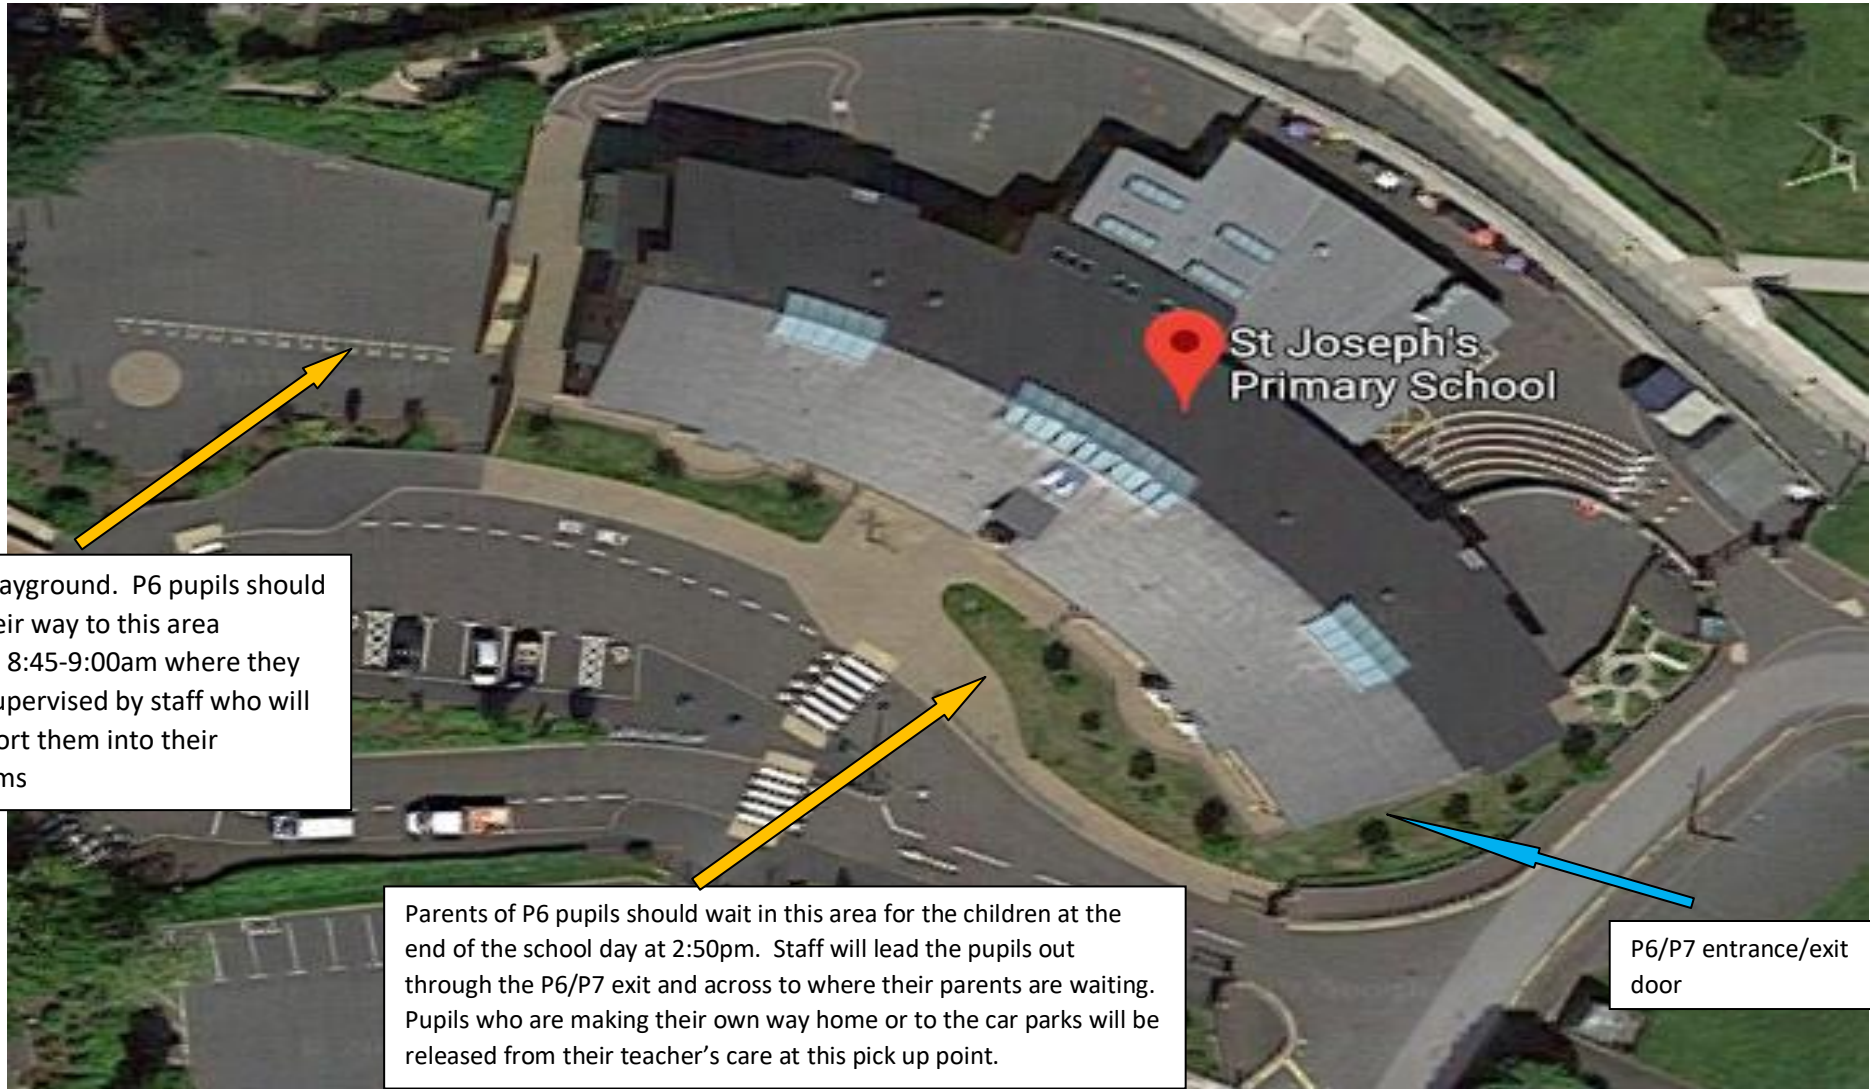 St Joseph's
Primary School
ayground.  P6 pupils should
eir way to this area
8:45-9:00am where they
upervised by staff who will
ort them into their
ms
Parents of P6 pupils should wait in this area for the children at the
end of the school day at 2:50pm.  Staff will lead the pupils out
through the P6/P7 exit and across to where their parents are waiting.
Pupils who are making their own way home or to the car parks will be
released from their teacher’s care at this pick up point.
P6/P7 entrance/exit
door